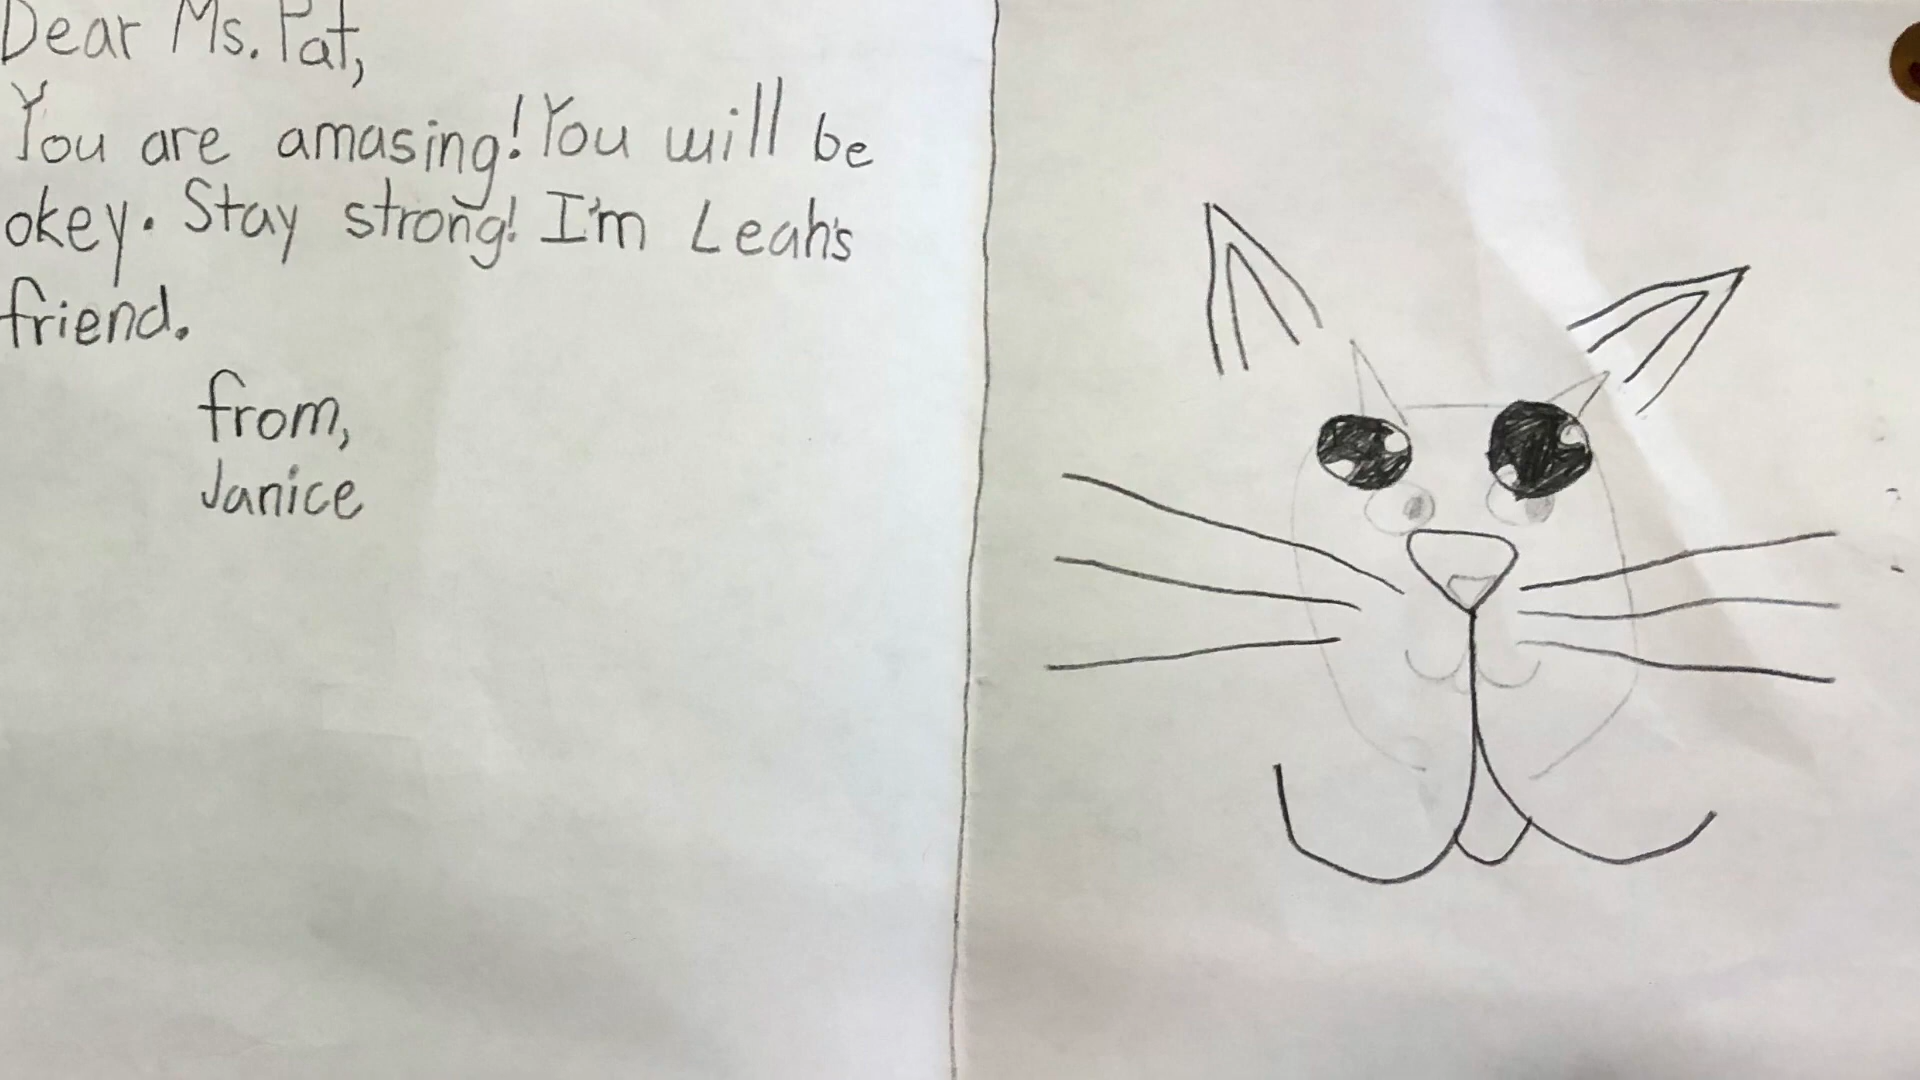 Dear Ms. Pat,
You are amasing! You will be
okey. Stay strong! I'm Leah's
friend.
from,
Janice